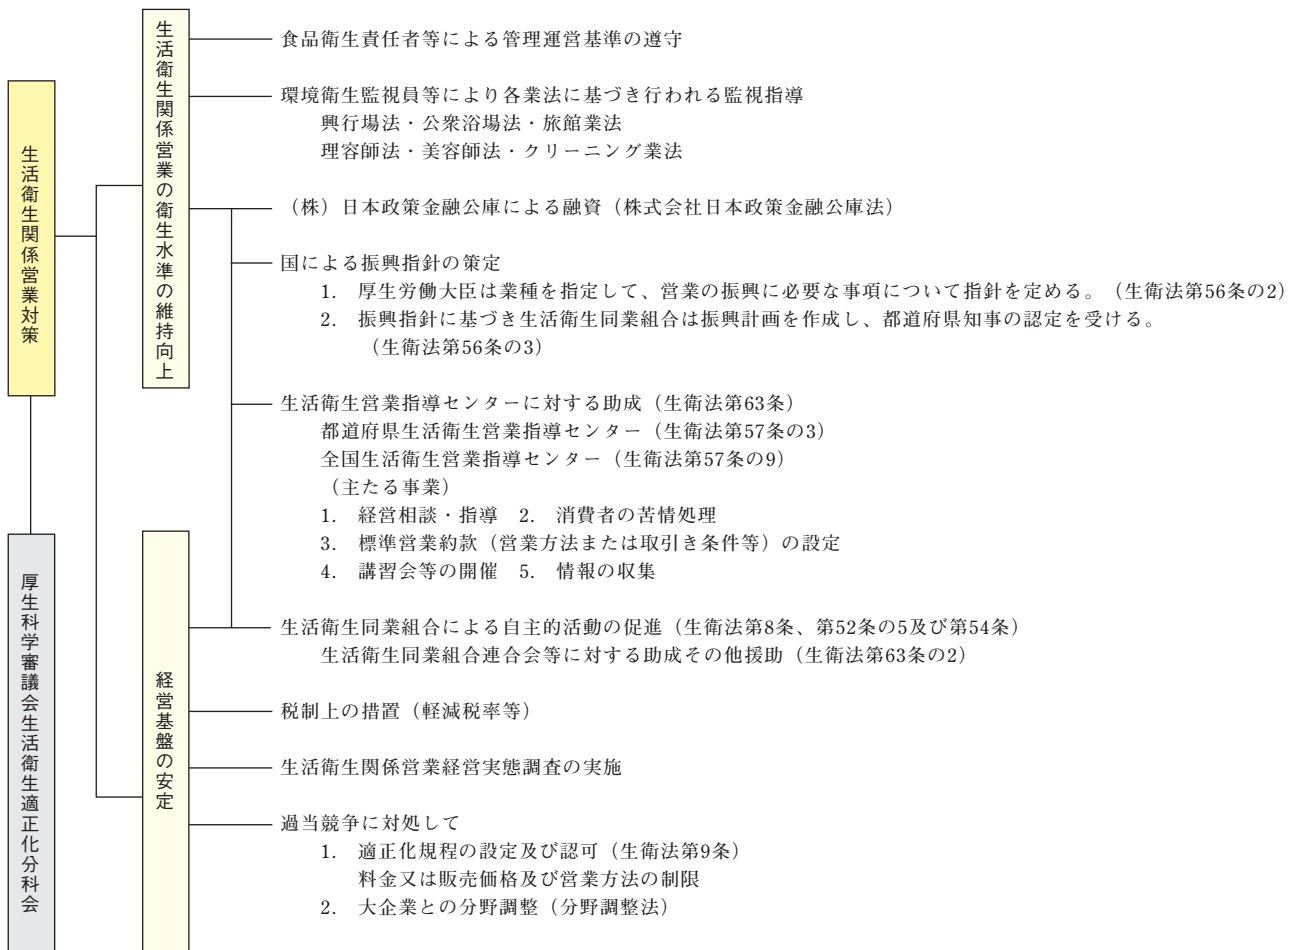 生活衛生関係営業対策
厚生科学審議会生活衛生適正化分科会
生活衛生関係営業の衛生水準の維持向上
食品衛生責任者等による管理運営基準の遵守
環境衛生監視員等により各業法に基づき行われる監視指導
興行場法・公衆浴場法・旅館業法
理容師法・美容師法・クリーニング業法
（株）日本政策金融公庫による融資（株式会社日本政策金融公庫法）
国による振興指針の策定
1. 厚生労働大臣は業種を指定して、営業の振興に必要な事項について指針を定める。（生衛法第56条の2）
2. 振興指針に基づき生活衛生同業組合は振興計画を作成し、都道府県知事の認定を受ける。
（生衛法第56条の3）
生活衛生営業指導センターに対する助成（生衛法第63条）
都道府県生活衛生営業指導センター（生衛法第57条の3）
全国生活衛生営業指導センター（生衛法第57条の9）
（主たる事業）
1. 経営相談・指導 2. 消費者の苦情処理
3. 標準営業約款（営業方法または取引き条件等）の設定
4. 講習会等の開催 5. 情報の収集
生活衛生同業組合による自主的活動の促進（生衛法第8条、第52条の5及び第54条）
生活衛生同業組合連合会等に対する助成その他援助（生衛法第63条の2）
経営基盤の安定
税制上の措置（軽減税率等）
生活衛生関係営業経営実態調査の実施
過当競争に対処して
1. 適正化規程の設定及び認可（生衛法第9条）
料金又は販売価格及び営業方法の制限
2. 大企業との分野調整（分野調整法）